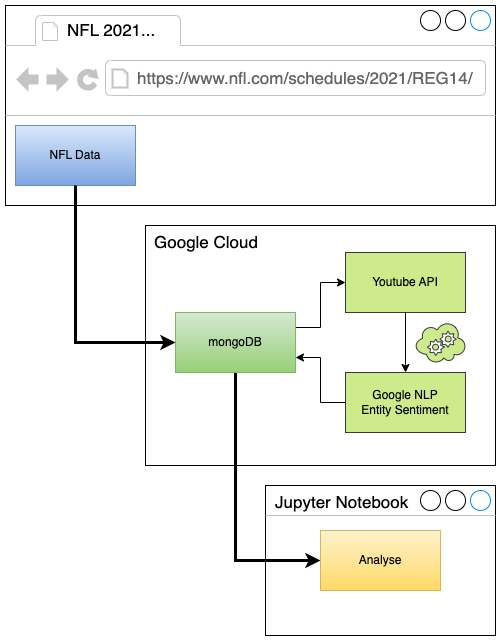 NFL 2021...
https://www.nfl.com/schedules/2021/REG14/
NFL Data
Google Cloud
Youtube API
mongoDB
Google NLP
Entity Sentiment
Jupyter Notebook
Analyse